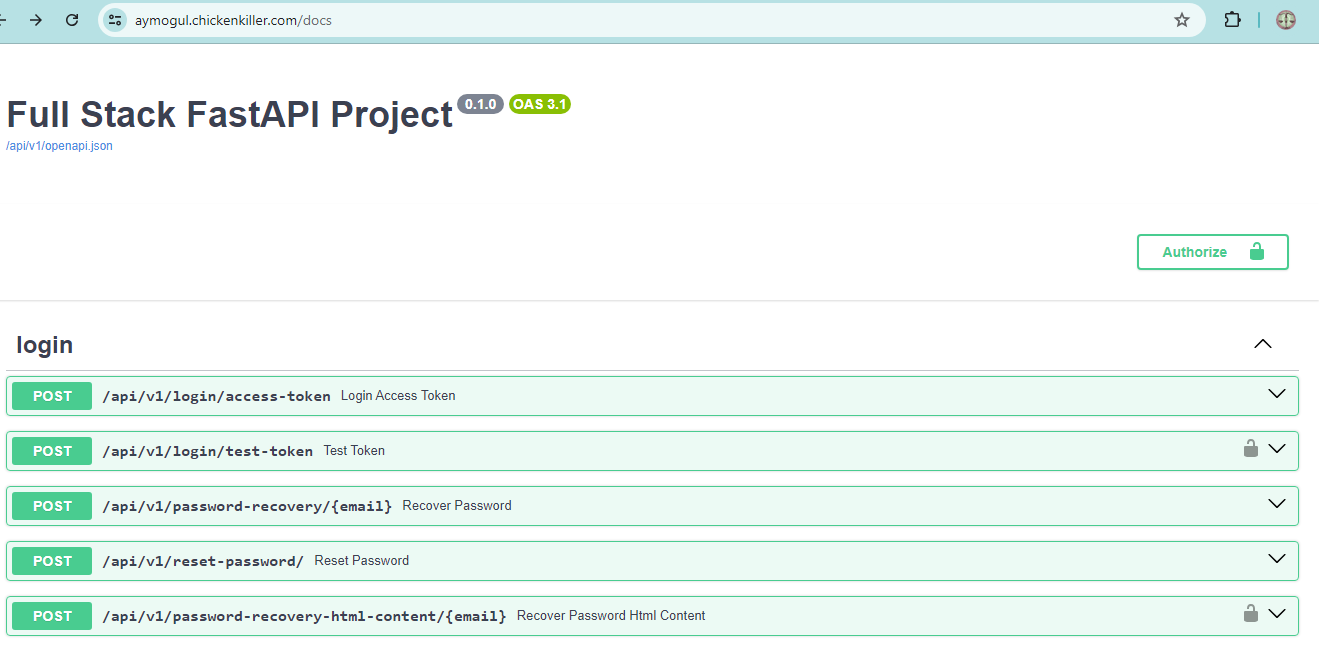 aymogul.chickenkiller.com/docs
Full Stack FastAPI Project 0.1.0 OAS 3.1
/api/v1/openapi.json
Authorize
login
POST /api/v1/login/access-token Login Access Token
POST /api/v1/login/test-token Test Token
POST /api/v1/password-recovery/{email} Recover Password
POST /api/v1/reset-password/ Reset Password
POST /api/v1/password-recovery-html-content/{email} Recover Password Html Content